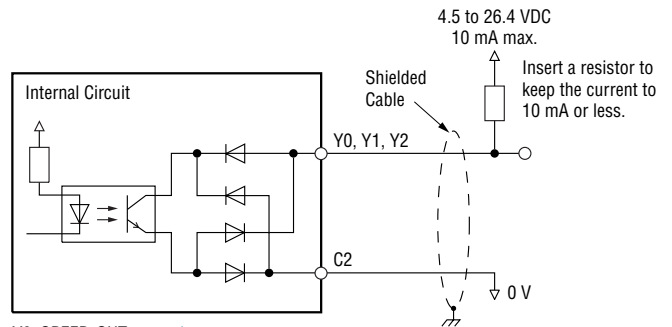 4.5 to 26.4 VDC
10 mA max.
Insert a resistor to
keep the current to
10 mA or less.
Shielded
Cable
Internal Circuit
Y0, Y1, Y2
C2
0 V